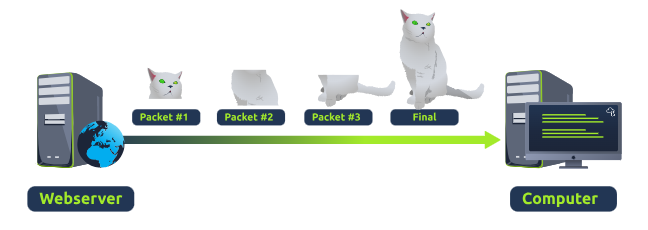 Packet #1
Packet #2
Packet #3
Final
Webserver
Computer